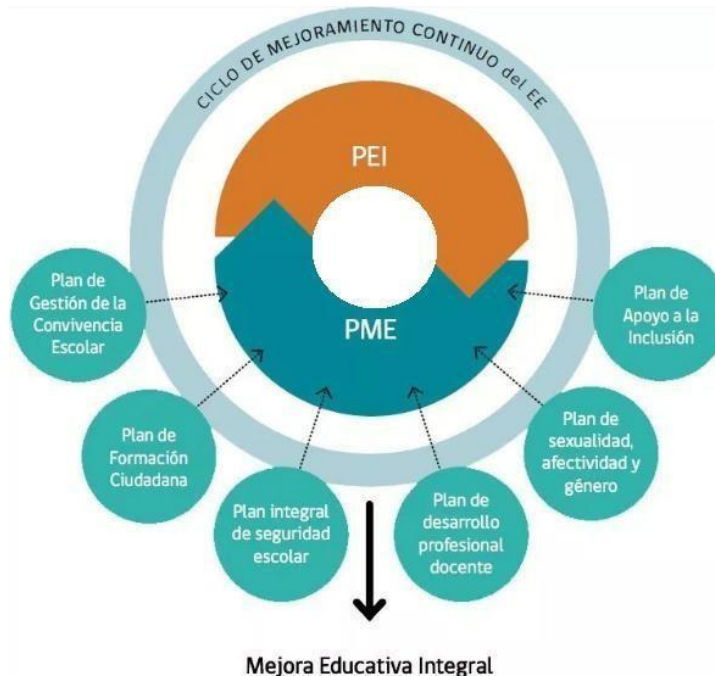 CICLO DE MEJORAMIENTO CONTINUO del EE
PEI
PME
Plan de
Gestión de la
Convivencia
Escolar
Plan de
Formación
Ciudadana
Plan integral
de seguridad
escolar
Plan de
desarrollo
profesional
docente
Plan de
sexualidad,
afectividad y
género
Plan de
Apoyo a la
Inclusión
Mejora Educativa Integral